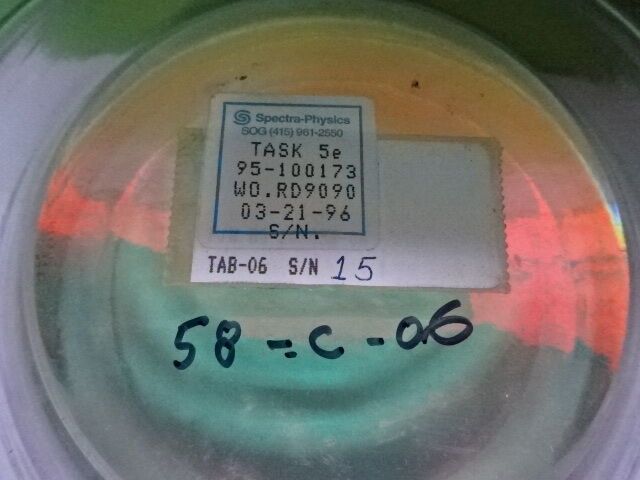 Spectra-Physics
SOG (415) 961-2550
TASK 5e
95-100173
WO.RD9090
03-21-96
S/N.
TAB-06 S/N 15
58-C-06